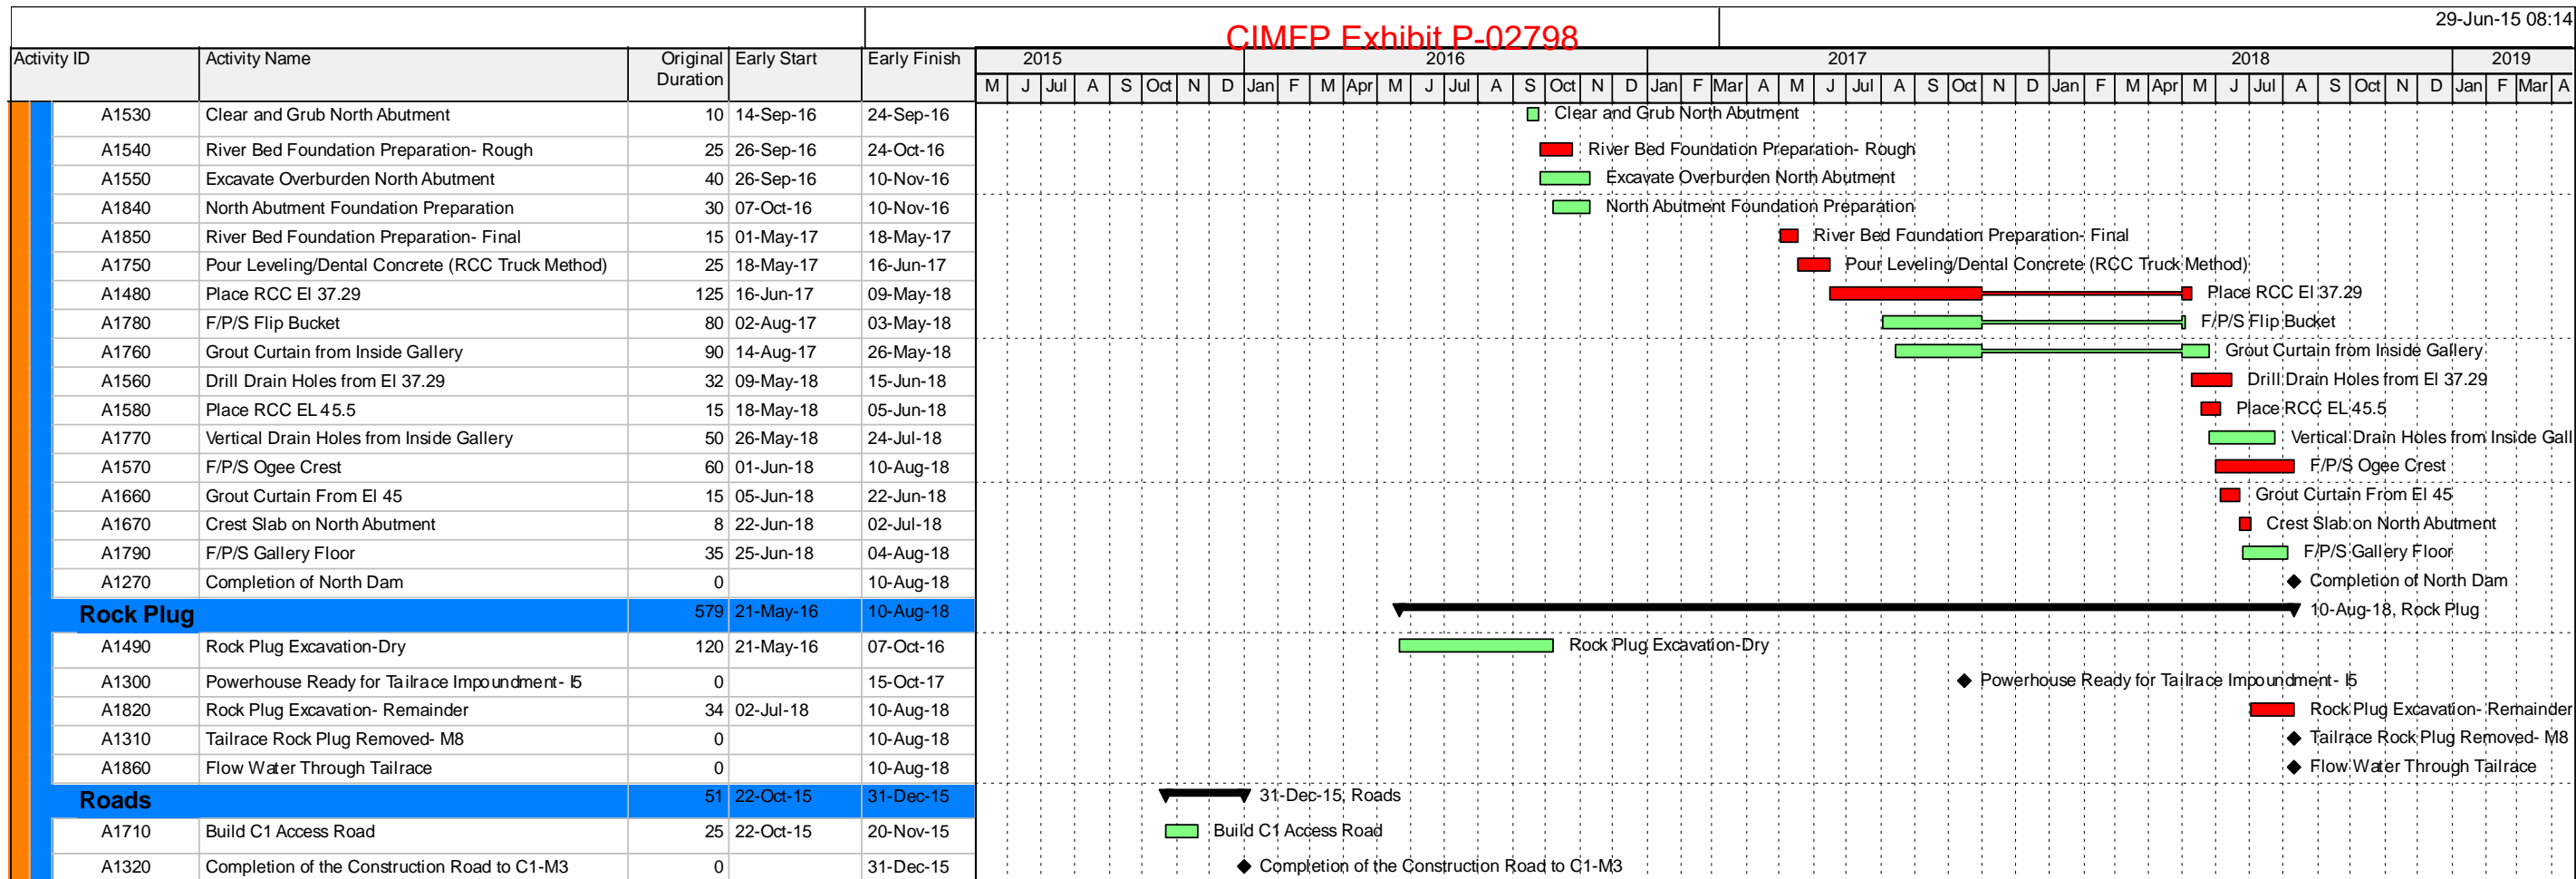 29-Jun-15 08:14
CIMFP Exhibit P-02798
Activity ID Activity Name Original Duration Early Start Early Finish 2015 2016 2017 2018 2019
M J Jul A S Oct N D Jan F M Apr M J Jul A S Oct N D Jan F Mar A M J Jul A S Oct N D Jan F M Apr M J Jul A S Oct N D Jan F Mar A
A1530 Clear and Grub North Abutment 10 14-Sep-16 24-Sep-16 Clear and Grub North Abutment
A1540 River Bed Foundation Preparation- Rough 25 26-Sep-16 24-Oct-16 River Bed Foundation Preparation- Rough
A1550 Excavate Overburden North Abutment 40 26-Sep-16 10-Nov-16 Excavate Overburden North Abutment
A1840 North Abutment Foundation Preparation 30 07-Oct-16 10-Nov-16 North Abutment Foundation Preparation
A1850 River Bed Foundation Preparation- Final 15 01-May-17 18-May-17 River Bed Foundation Preparation- Final
A1750 Pour Leveling/Dental Concrete (RCC Truck Method) 25 18-May-17 16-Jun-17 Pour Leveling/Dental Concrete (RCC Truck Method)
A1480 Place RCC El 37.29 125 16-Jun-17 09-May-18 Place RCC El 37.29
A1780 F/P/S Flip Bucket 80 02-Aug-17 03-May-18 F/P/S Flip Bucket
A1760 Grout Curtain from Inside Gallery 90 14-Aug-17 26-May-18 Grout Curtain from Inside Gallery
A1560 Drill Drain Holes from El 37.29 32 09-May-18 15-Jun-18 Drill Drain Holes from El 37.29
A1580 Place RCC EL 45.5 15 18-May-18 05-Jun-18 Place RCC EL 45.5
A1770 Vertical Drain Holes from Inside Gallery 50 26-May-18 24-Jul-18 Vertical Drain Holes from Inside Gall
A1570 F/P/S Ogee Crest 60 01-Jun-18 10-Aug-18 F/P/S Ogee Crest
A1660 Grout Curtain From El 45 15 05-Jun-18 22-Jun-18 Grout Curtain From El 45
A1670 Crest Slab on North Abutment 8 22-Jun-18 02-Jul-18 Crest Slab on North Abutment
A1790 F/P/S Gallery Floor 35 25-Jun-18 04-Aug-18 F/P/S Gallery Floor
A1270 Completion of North Dam 0 10-Aug-18 Completion of North Dam
Rock Plug 579 21-May-16 10-Aug-18 10-Aug-18, Rock Plug
A1490 Rock Plug Excavation-Dry 120 21-May-16 07-Oct-16 Rock Plug Excavation-Dry
A1300 Powerhouse Ready for Tailrace Impoundment- I5 0 15-Oct-17 Powerhouse Ready for Tailrace Impoundment- I5
A1820 Rock Plug Excavation- Remainder 34 02-Jul-18 10-Aug-18 Rock Plug Excavation- Remainder
A1310 Tailrace Rock Plug Removed- M8 0 10-Aug-18 Tailrace Rock Plug Removed- M8
A1860 Flow Water Through Tailrace 0 10-Aug-18 Flow Water Through Tailrace
Roads 51 22-Oct-15 31-Dec-15 31-Dec-15, Roads
A1710 Build C1 Access Road 25 22-Oct-15 20-Nov-15 Build C1 Access Road
A1320 Completion of the Construction Road to C1-M3 0 31-Dec-15 Completion of the Construction Road to C1-M3